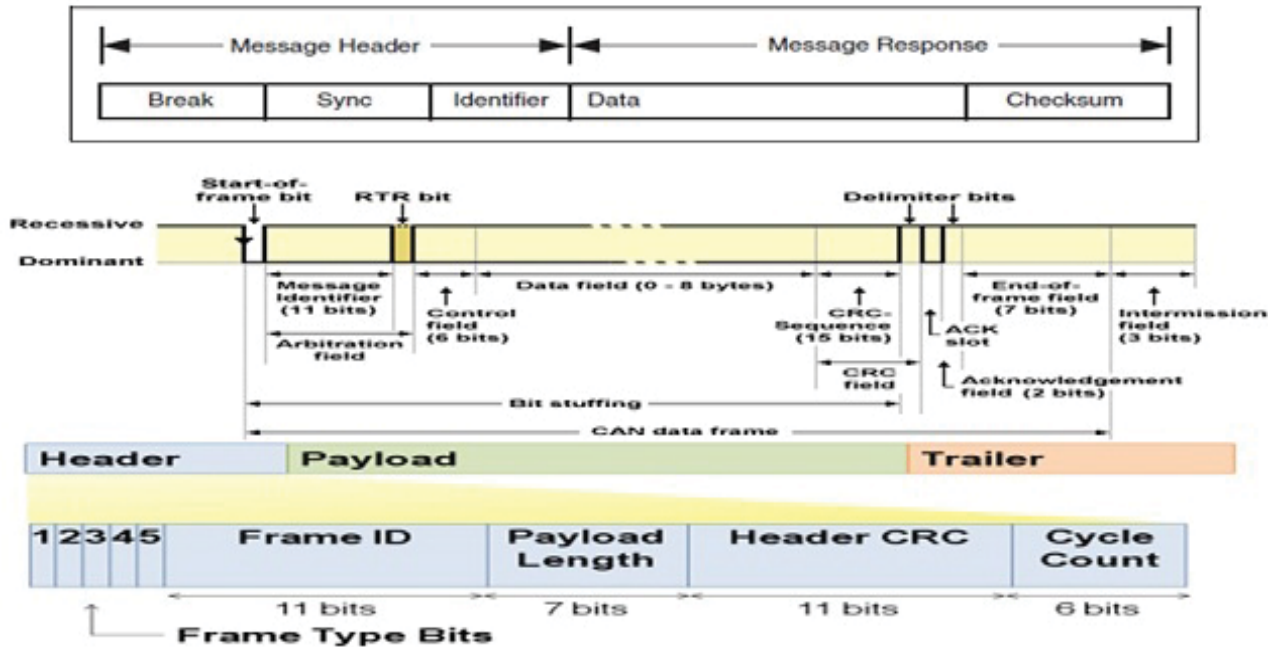 Message Header
Message Response
Break
Sync
Identifier
Data
Checksum
Start-of-
frame bit
RTR bit
Delimiter bits
Recessive
Dominant
Message
Identifier
(11 bits)
Control
field
(6 bits)
Arbitration
field
Data field (0 - 8 bytes)
CRC-
Sequence
(15 bits)
CRC
field
ACK
slot
End-of-
frame field
(7 bits)
Intermission
field
(3 bits)
Acknowledgement
field (2 bits)
Bit stuffing
CAN data frame
Header
Payload
Trailer
1 2 3 4 5
Frame ID
Payload
Length
Header CRC
Cycle
Count
11 bits
7 bits
11 bits
6 bits
Frame Type Bits